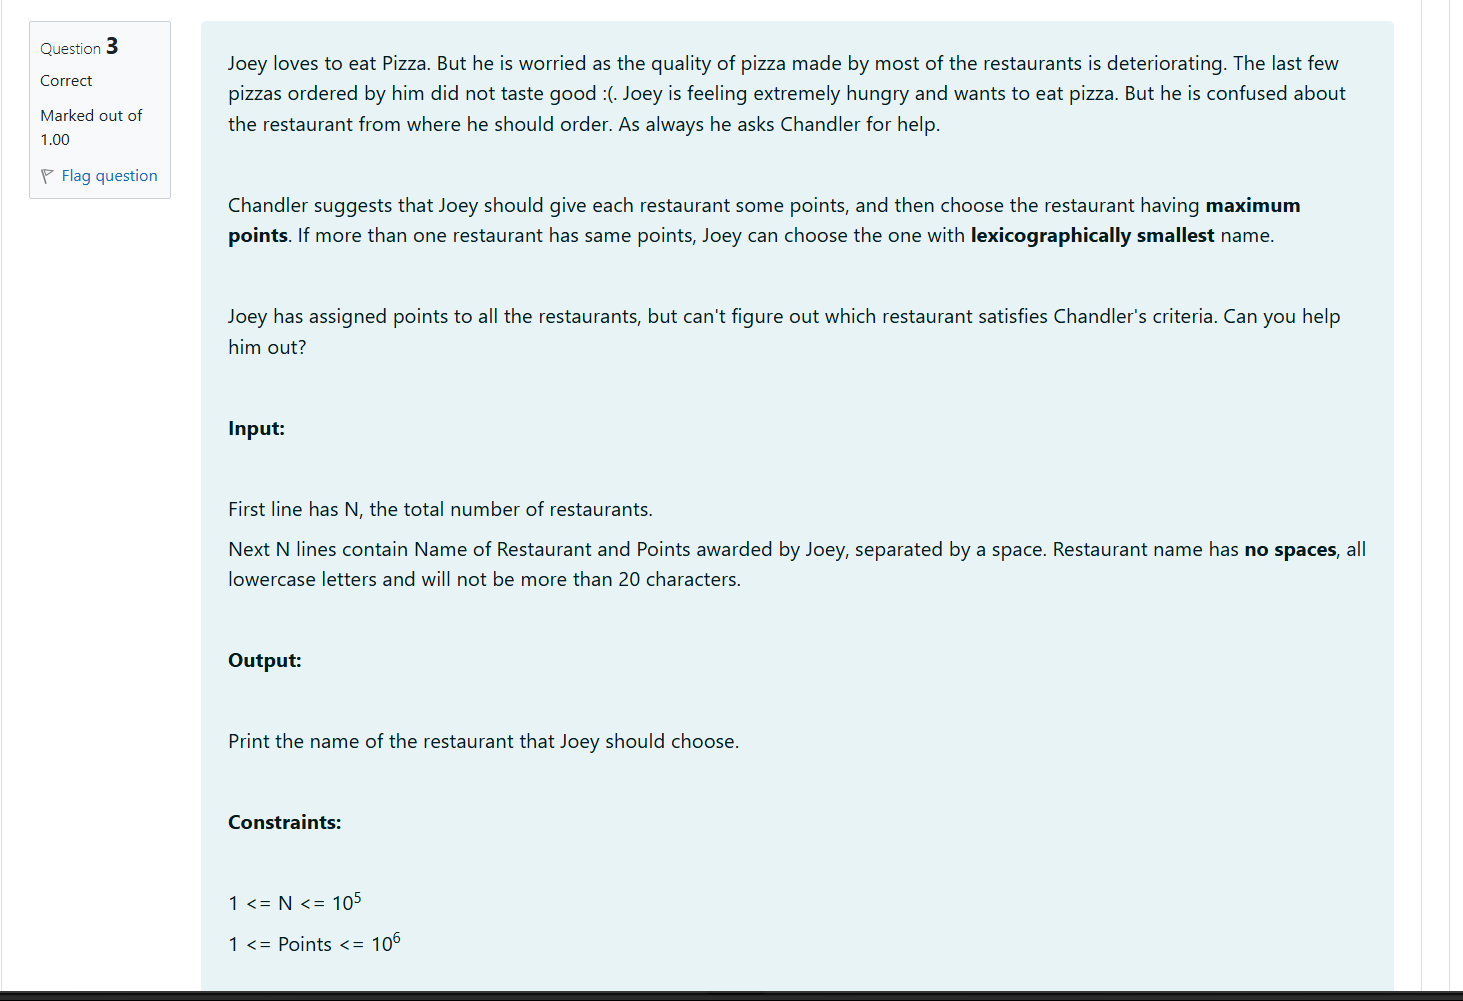 Question 3
Correct
Marked out of
1.00
Flag question
Joey loves to eat Pizza. But he is worried as the quality of pizza made by most of the restaurants is deteriorating. The last few
pizzas ordered by him did not taste good :(. Joey is feeling extremely hungry and wants to eat pizza. But he is confused about
the restaurant from where he should order. As always he asks Chandler for help.
Chandler suggests that Joey should give each restaurant some points, and then choose the restaurant having maximum
points. If more than one restaurant has same points, Joey can choose the one with lexicographically smallest name.
Joey has assigned points to all the restaurants, but can't figure out which restaurant satisfies Chandler's criteria. Can you help
him out?
Input:
First line has N, the total number of restaurants.
Next N lines contain Name of Restaurant and Points awarded by Joey, separated by a space. Restaurant name has no spaces, all
lowercase letters and will not be more than 20 characters.
Output:
Print the name of the restaurant that Joey should choose.
Constraints:
1 <= N <= 10⁵
1 <= Points <= 10⁶